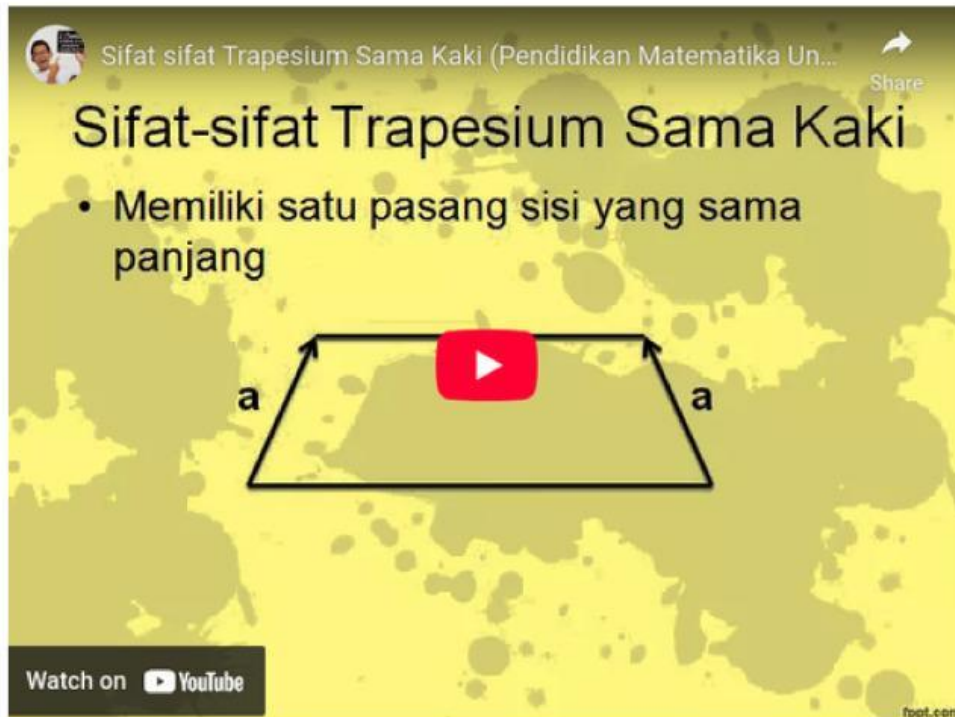 Sifat sifat Trapesium Sama Kaki (Pendidikan Matematika Un...
Share
Sifat-sifat Trapesium Sama Kaki
• Memiliki satu pasang sisi yang sama
panjang
a
a
Watch on YouTube